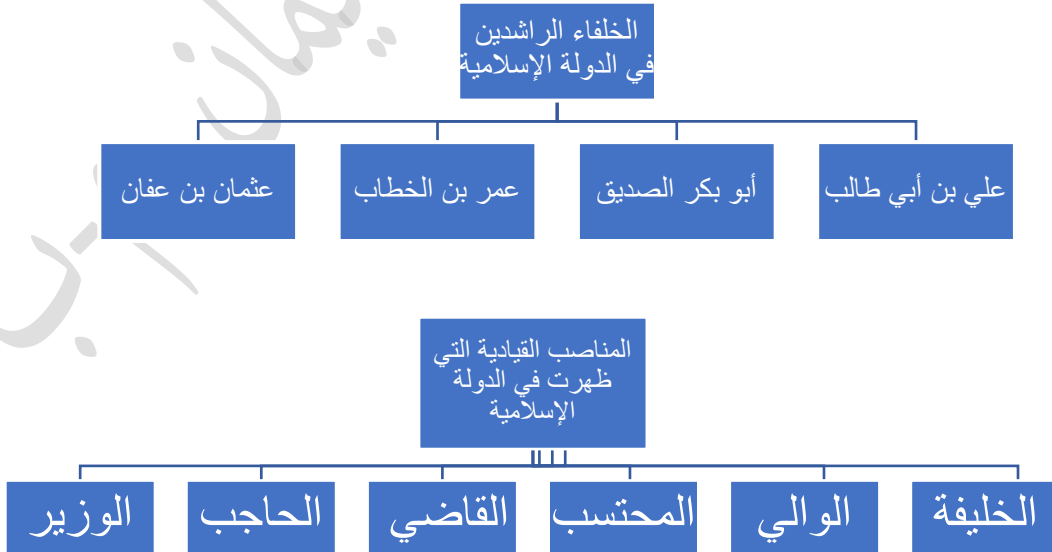 الخلفاء الراشدين
في الدولة الإسلامية
علي بن أبي طالب
أبو بكر الصديق
عمر بن الخطاب
عثمان بن عفان
المناصب القيادية التي
ظهرت في الدولة
الإسلامية
الخليفة
الوالي
المحتسب
القاضي
الحاجب
الوزير